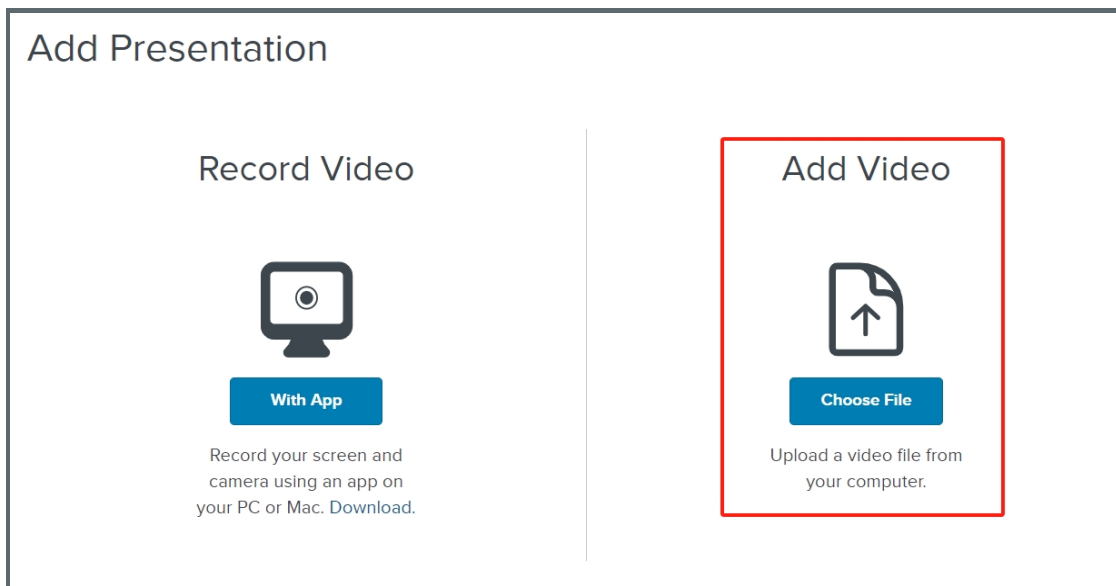 Add Presentation
Record Video
With App
Record your screen and
camera using an app on
your PC or Mac. Download.
Add Video
Choose File
Upload a video file from
your computer.